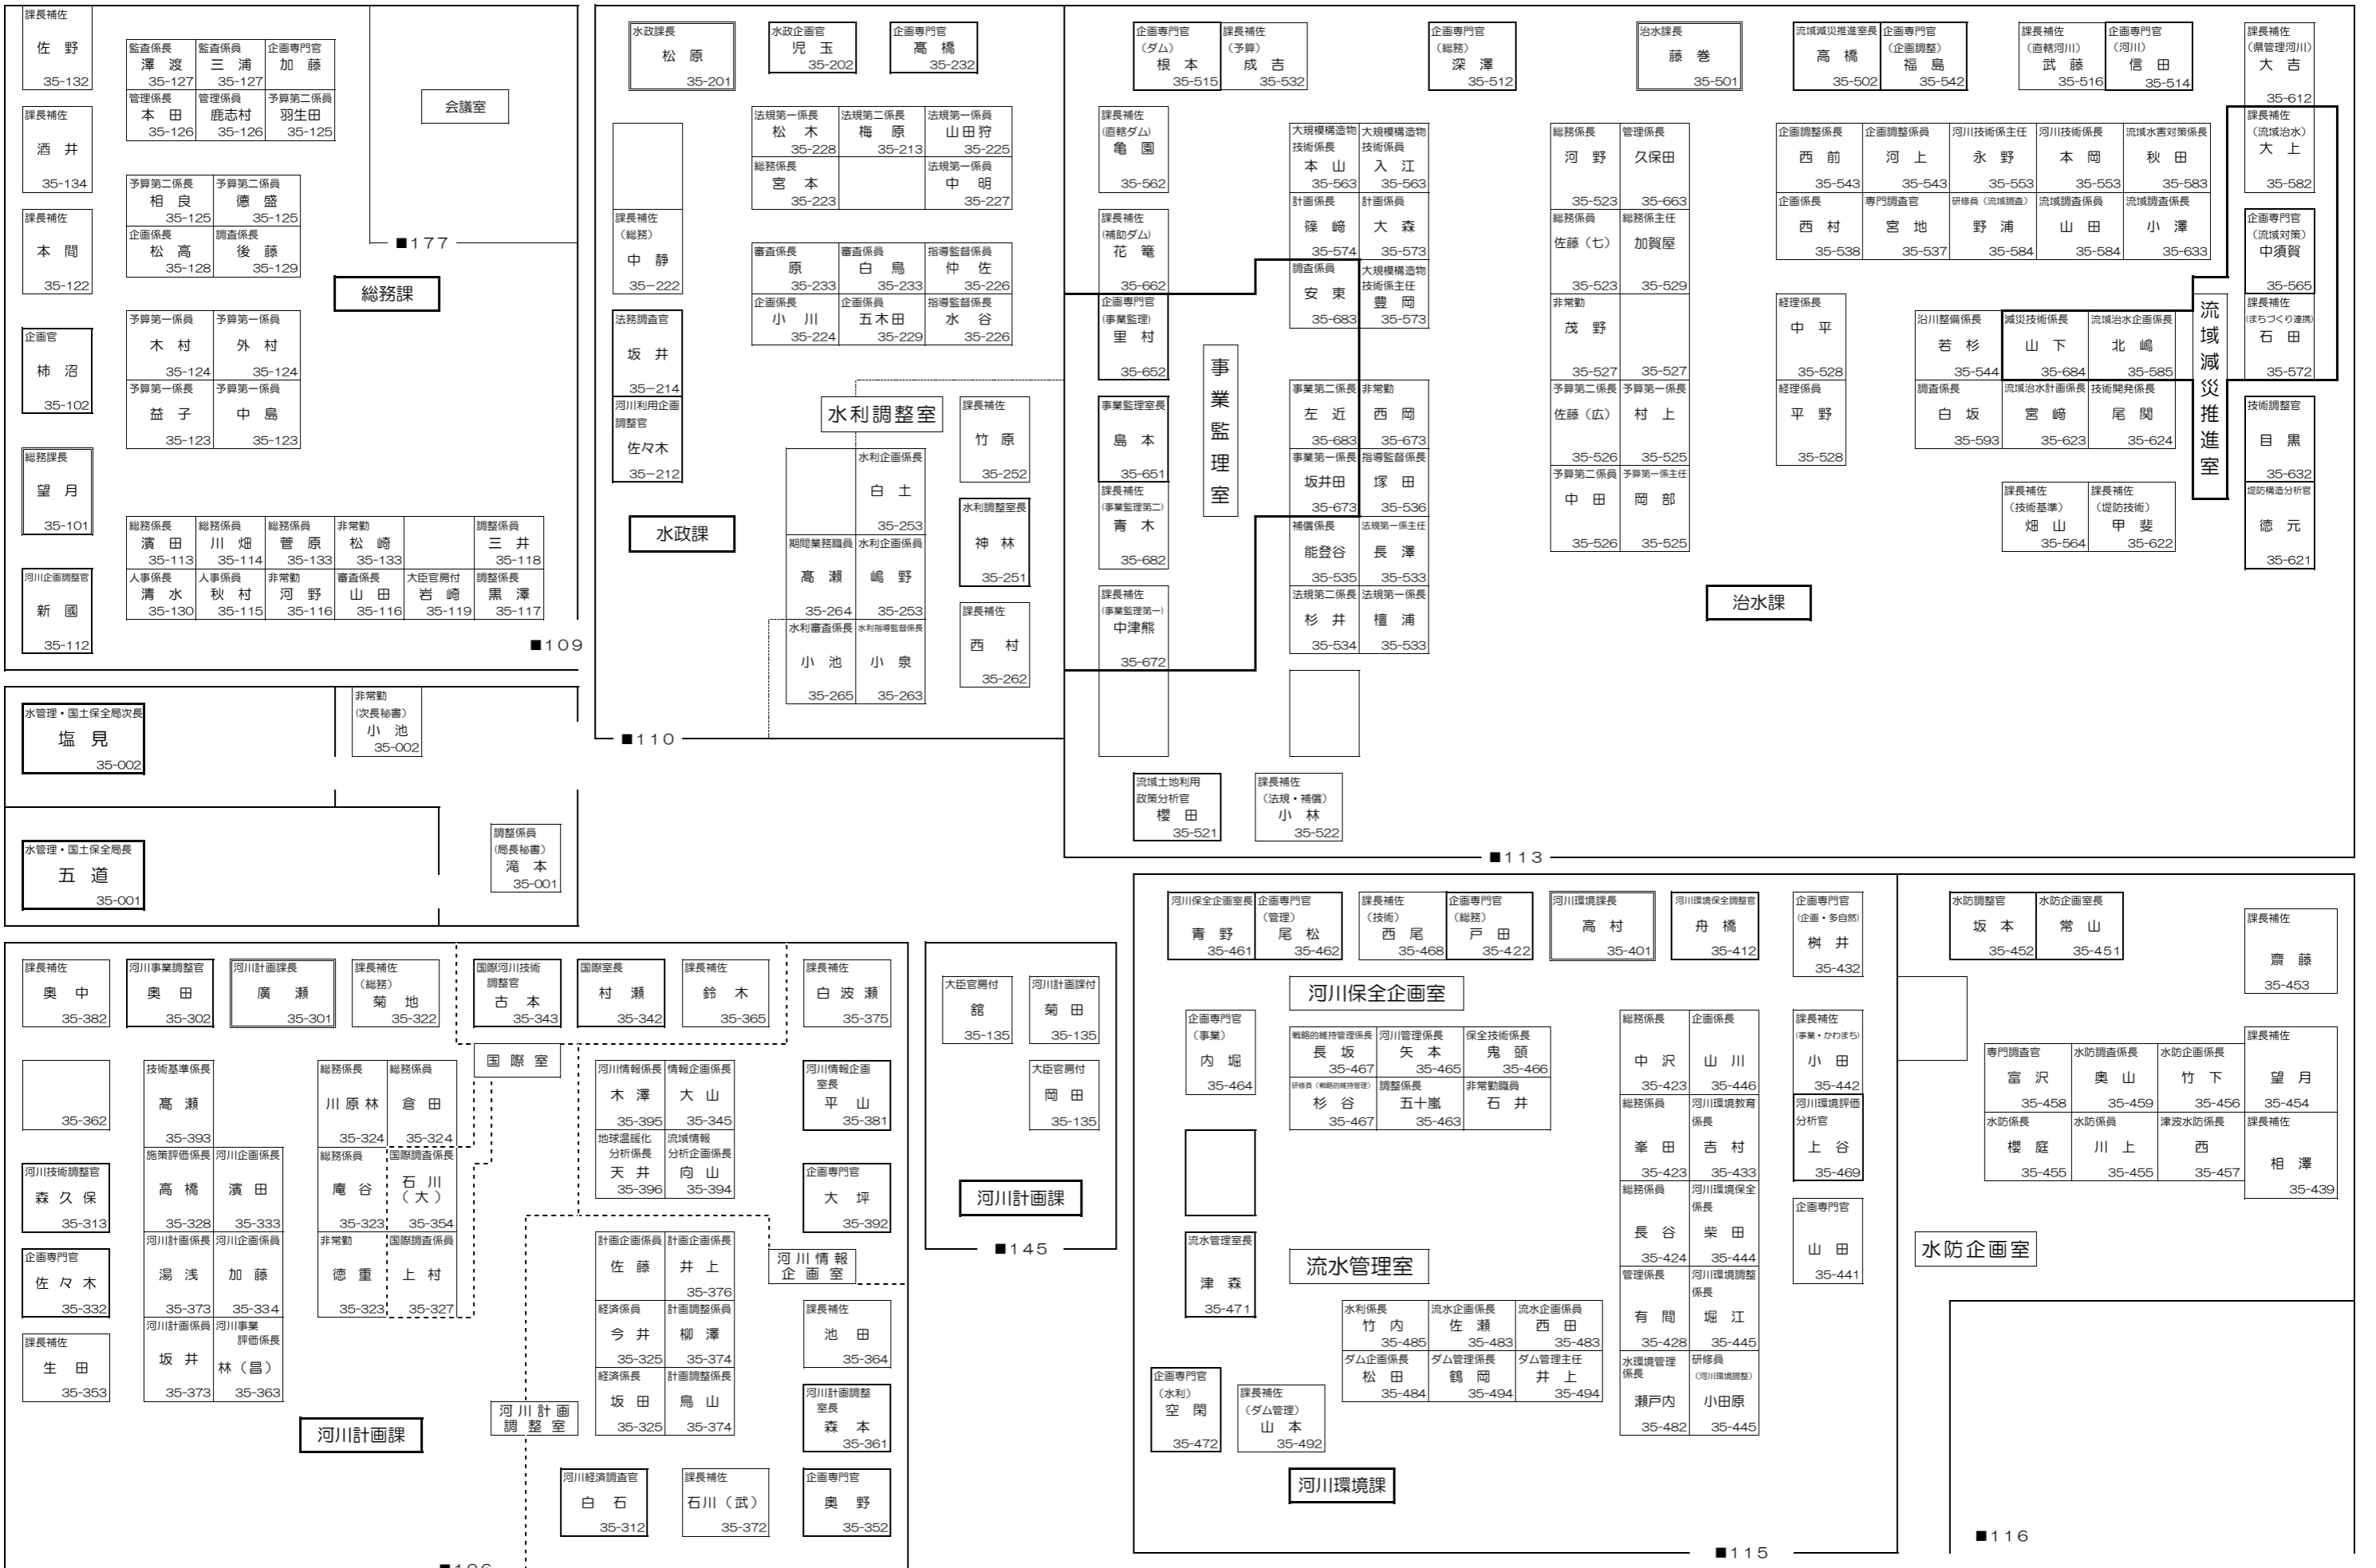 課長補佐
佐 野
35-132
監査係長
澤 渡
35-127
監査係員
三 浦
35-127
企画専門官
加 藤
管理係長
本 田
35-126
管理係員
鹿志村
35-126
予算第二係員
羽生田
35-125
会議室
課長補佐
酒 井
35-134
予算第二係長
相 良
35-125
予算第二係員
德 盛
35-125
企画係長
松 高
35-128
調査係長
後 藤
35-129
課長補佐
本 間
35-122
■177
総務課
企画官
柿 沼
35-102
予算第一係員
木 村
35-124
予算第一係員
外 村
35-124
予算第一係長
益 子
35-123
予算第一係員
中 島
35-123
総務課長
望 月
35-101
総務係長
濱 田
35-113
総務係員
川 畑
35-114
総務係員
菅 原
35-133
非常勤
松 崎
35-133
調整係員
三 井
35-118
人事係長
清 水
35-130
人事係員
秋 村
35-115
非常勤
河 野
35-116
審査係長
山 田
35-116
大臣官房付
岩 崎
35-119
調整係長
黒 澤
35-117
河川企画調整官
新 國
35-112
■109
水管理・国土保全局次長
塩 見
35-002
非常勤
(次長秘書)
小 池
35-002
水管理・国土保全局長
五 道
35-001
調整係員
(局長秘書)
滝 本
35-001
水政課長
松 原
35-201
水政企画官
児 玉
35-202
企画専門官
髙 橋
35-232
法規第一係長
松 木
35-228
法規第二係長
梅 原
35-213
法規第一係員
山田狩
35-225
総務係長
宮 本
35-223
法規第一係員
中 明
35-227
課長補佐
(総務)
中 静
35-222
審査係長
原
35-233
審査係員
白 鳥
35-233
指導監督係員
仲 佐
35-226
企画係長
小 川
35-224
企画係員
五木田
35-229
指導監督係長
水 谷
35-226
法務調査官
坂 井
35-214
河川利用企画
調整官
佐々木
35-212
水利調整室
課長補佐
竹 原
35-252
水利企画係長
白 土
35-253
水政課
期間業務職員
髙 瀬
35-264
水利企画係員
嶋 野
35-253
水利調整室長
神 林
35-251
水利審査係長
小 池
35-265
水利指導監督係長
小 泉
35-263
課長補佐
西 村
35-262
■110
企画専門官
(ダム)
根 本
35-515
課長補佐
(予算)
成 吉
35-532
企画専門官
(総務)
深 澤
35-512
治水課長
藤 巻
35-501
流域減災推進室長
高 橋
35-502
企画専門官
(企画調整)
福 島
35-542
課長補佐
(直轄河川)
武 藤
35-516
企画専門官
(河川)
信 田
35-514
課長補佐
(県管理河川)
大 吉
35-612
課長補佐
(直轄ダム)
亀 園
35-562
大規模構造物
技術係長
本 山
35-563
大規模構造物
技術係員
入 江
35-563
計画係長
篠 﨑
35-574
計画係員
大 森
35-573
課長補佐
(補助ダム)
花 篭
35-662
調査係員
安 東
35-683
大規模構造物
技術係主任
豊 岡
35-573
企画専門官
(事業監理)
里 村
35-652
事業監理室
事業第二係長
左 近
35-683
非常勤
西 岡
35-673
事業監理室長
島 本
35-651
事業第一係長
坂井田
35-673
指導監督係長
塚 田
35-536
課長補佐
(事業監理第二)
青 木
35-682
補償係長
能登谷
35-535
法規第一係主任
長 澤
35-533
課長補佐
(事業監理第一)
中津熊
35-672
法規第二係長
杉 井
35-534
法規第一係長
檀 浦
35-533
流域土地利用
政策分析官
櫻 田
35-521
課長補佐
(法規・補償)
小 林
35-522
総務係長
河 野
35-523
管理係長
久保田
35-663
総務係員
佐藤(七)
35-523
総務係主任
加賀屋
35-529
非常勤
茂 野
35-527
35-527
予算第二係長
佐藤(広)
35-526
予算第一係長
村 上
35-525
予算第二係員
中 田
35-526
予算第一係主任
岡 部
35-525
企画調整係長
西 前
35-543
企画調整係員
河 上
35-543
河川技術係主任
永 野
35-553
河川技術係長
本 岡
35-553
流域水害対策係長
秋 田
35-583
企画係長
西 村
35-538
専門調査官
宮 地
35-537
研修員(流域調査)
野 浦
35-584
流域調査係員
山 田
35-584
流域調査係長
小 澤
35-633
課長補佐
(流域治水)
大 上
35-582
企画専門官
(流域対策)
中須賀
35-565
経理係長
中 平
35-528
経理係員
平 野
35-528
沿川整備係長
若 杉
35-544
減災技術係長
山 下
35-684
流域治水企画係長
北 嶋
35-585
調査係長
白 坂
35-593
流域治水計画係長
宮 﨑
35-623
技術開発係長
尾 関
35-624
流域減災推進室
課長補佐
(まちづくり連携)
石 田
35-572
技術調整官
目 黒
35-632
課長補佐
(技術基準)
畑 山
35-564
課長補佐
(堤防技術)
甲 斐
35-622
堤防構造分析官
徳 元
35-621
治水課
■113
課長補佐
奥 中
35-382
河川事業調整官
奥 田
35-302
河川計画課長
廣 瀬
35-301
課長補佐
(総務)
菊 地
35-322
国際河川技術
調整官
古 本
35-343
国際室長
村 瀬
35-342
課長補佐
鈴 木
35-365
課長補佐
白 波 瀬
35-375
国 際 室
35-362
技術基準係長
髙 瀬
35-393
総務係長
川 原 林
35-324
総務係員
倉 田
35-324
河川情報係長
木 澤
35-395
情報企画係長
大 山
35-345
河川情報企画
室長
平 山
35-381
河川技術調整官
森 久 保
35-313
施策評価係長
高 橋
35-328
河川企画係長
濱 田
35-333
総務係員
庵 谷
35-323
国際調査係長
石 川
(大)
35-354
地球温暖化
分析係長
天 井
35-396
流域情報
分析企画係長
向 山
35-394
企画専門官
大 坪
35-392
企画専門官
佐 々 木
35-332
河川計画係長
湯 浅
35-373
河川企画係員
加 藤
35-334
非常勤
徳 重
35-323
国際調査係員
上 村
35-327
計画企画係員
佐 藤
計画企画係長
井 上
35-376
河 川 情 報
企 画 室
課長補佐
生 田
35-353
河川計画係員
坂 井
35-373
河川事業
評価係長
林(昌)
35-363
経済係員
今 井
35-325
計画調整係員
柳 澤
35-374
課長補佐
池 田
35-364
経済係長
坂 田
35-325
計画調整係長
鳥 山
35-374
河川計画調整
室長
森 本
35-361
河川計画課
河 川 計 画
調 整 室
河川経済調査官
白 石
35-312
課長補佐
石川(武)
35-372
企画専門官
奥 野
35-352
大臣官房付
舘
35-135
河川計画課付
菊 田
35-135
大臣官房付
岡 田
35-135
河川計画課
■145
河川保全企画室長
青 野
35-461
企画専門官
(管理)
尾 松
35-462
課長補佐
(技術)
西 尾
35-468
企画専門官
(総務)
戸 田
35-422
河川環境課長
高 村
35-401
河川環境保全調整官
舟 橋
35-412
企画専門官
(企画・多自然)
桝 井
35-432
河川保全企画室
企画専門官
(事業)
内 堀
35-464
戦略的維持管理係長
長 坂
35-467
河川管理係長
矢 本
35-465
保全技術係長
鬼 頭
35-466
研修員(戦略的維持管理)
杉 谷
35-467
調整係長
五十嵐
35-463
非常勤職員
石 井
総務係長
中 沢
35-423
企画係長
山 川
35-446
課長補佐
(事業・かわまち)
小 田
35-442
総務係員
峯 田
35-423
河川環境教育
係長
吉 村
35-433
河川環境評価
分析官
上 谷
35-469
総務係員
長 谷
35-424
河川環境保全
係長
柴 田
35-444
企画専門官
山 田
35-441
流水管理室長
津 森
35-471
流水管理室
管理係長
有 間
35-428
河川環境調整
係長
堀 江
35-445
水利係長
竹 内
35-485
流水企画係長
佐 瀬
35-483
流水企画係員
西 田
35-483
ダム企画係長
松 田
35-484
ダム管理係長
鶴 岡
35-494
ダム管理主任
井 上
35-494
水環境管理
係長
瀬戸内
35-482
研修員
(河川環境調整)
小田原
35-445
企画専門官
(水利)
空 閑
35-472
課長補佐
(ダム管理)
山 本
35-492
河川環境課
■115
水防調整官
坂 本
35-452
水防企画室長
常 山
35-451
課長補佐
齋 藤
35-453
専門調査官
富 沢
35-458
水防調査係長
奥 山
35-459
水防企画係長
竹 下
35-456
課長補佐
望 月
35-454
水防係長
櫻 庭
35-455
水防係員
川 上
35-455
津波水防係長
西
35-457
課長補佐
相 澤
35-439
水防企画室
■116